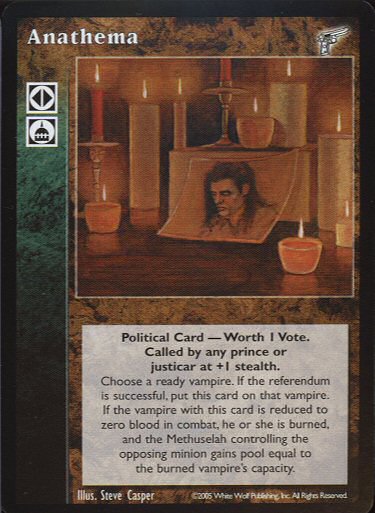 Anathema
Political Card — Worth 1 Vote.
Called by any prince or
justicar at +1 stealth.
Choose a ready vampire. If the referendum
is successful, put this card on that vampire.
If the vampire with this card is reduced to
zero blood in combat, he or she is burned,
and the Methuselah controlling the
opposing minion gains pool equal to
the burned vampire's capacity.
Illus. Steve Casper
©2005 White Wolf Publishing, Inc. All Rights Reserved.